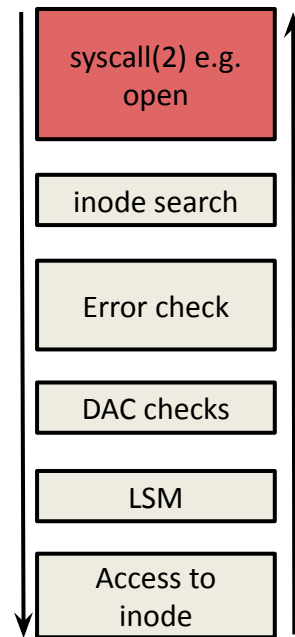 syscall(2) e.g.
open
inode search
Error check
DAC checks
LSM
Access to
inode